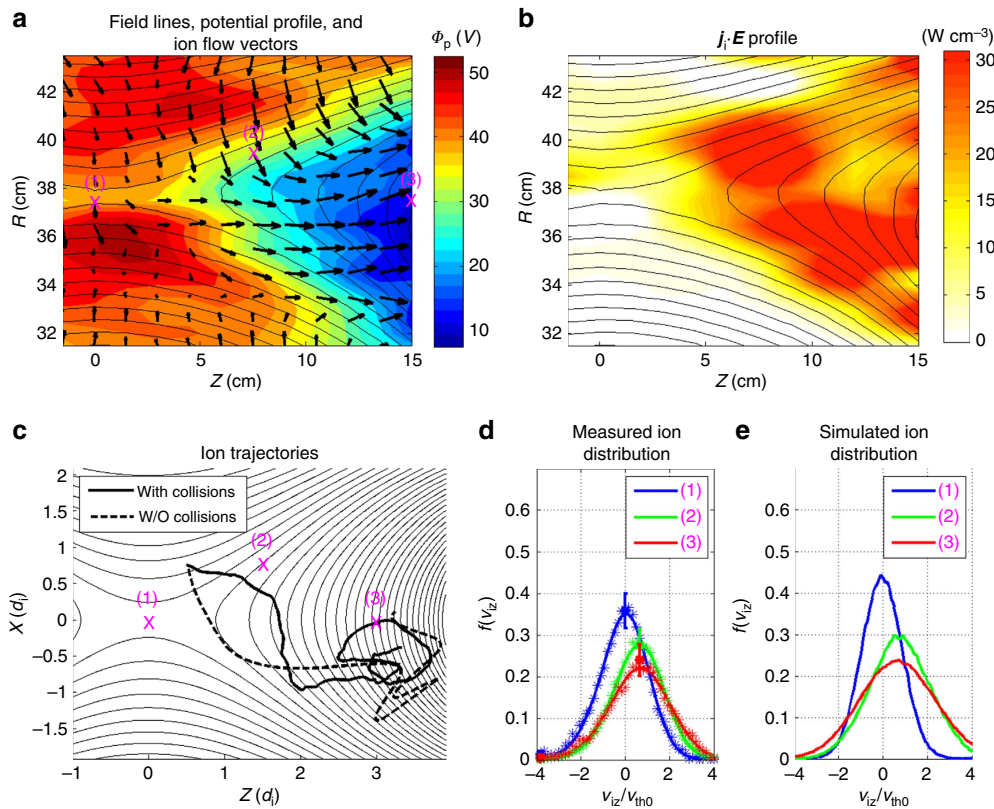 a
Field lines, potential profile, and
ion flow vectors
Φp (V)
42
40
38
36
34
32
R (cm)
0
5
10
15
Z (cm)
50
40
30
20
10
(1)
X
(2)
X
(3)
X
b
ji·E profile
(W cm⁻³)
42
40
38
36
34
32
R (cm)
0
5
10
15
Z (cm)
30
25
20
15
10
5
0
c
Ion trajectories
With collisions
W/O collisions
2
1.5
1
0.5
0
−0.5
−1
−1.5
X (di)
−1
0
1
2
3
Z (di)
(1)
X
(2)
X
(3)
X
d
Measured ion
distribution
(1)
(2)
(3)
0.6
0.5
0.4
0.3
0.2
0.1
0
f(viz)
−4
−2
0
2
4
viz/vth0
e
Simulated ion
distribution
(1)
(2)
(3)
0.6
0.5
0.4
0.3
0.2
0.1
0
f(viz)
−4
−2
0
2
4
viz/vth0